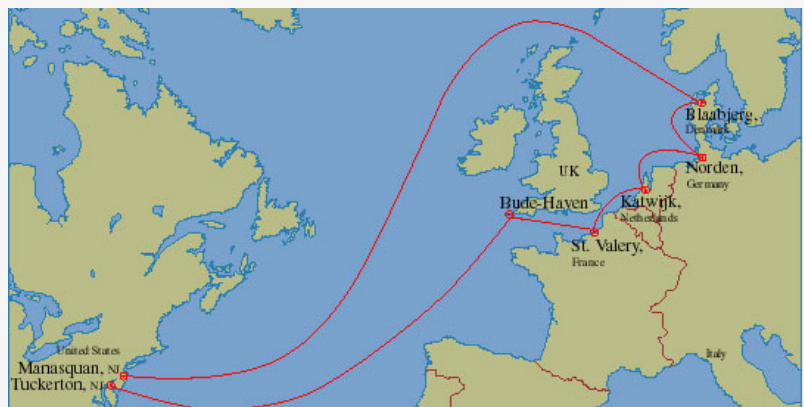 Blaabjerg,
Denmark
UK
Norden,
Germany
Bude-Haven
Katwijk,
Netherlands
St. Valery,
France
United States
Italy
Manasquan, NJ
Tuckerton, NJ